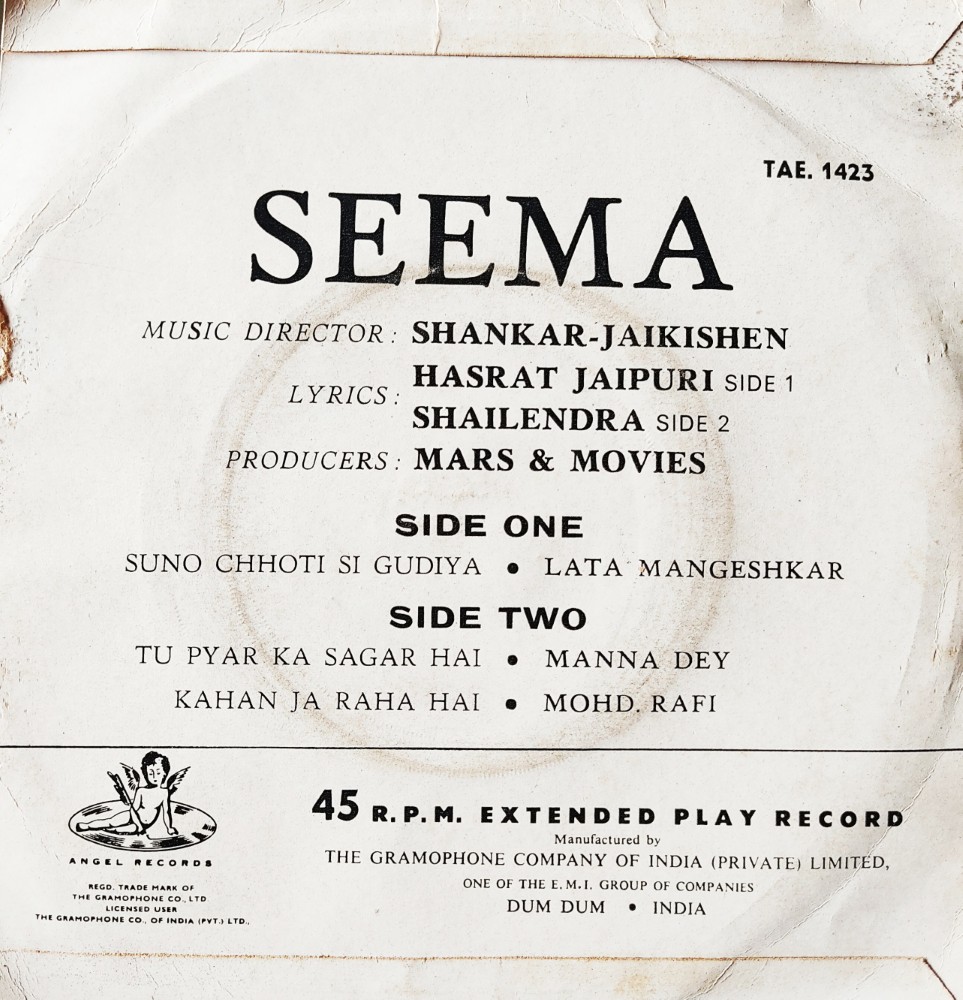 TAE. 1423
SEEMA
MUSIC DIRECTOR: SHANKAR-JAIKISHEN
LYRICS: HASRAT JAIPURI SIDE 1
SHAILENDRA SIDE 2
PRODUCERS: MARS & MOVIES
SIDE ONE
SUNO CHHOTI SI GUDIYA • LATA MANGESHKAR
SIDE TWO
TU PYAR KA SAGAR HAI • MANNA DEY
KAHAN JA RAHA HAI • MOHD. RAFI
ANGEL RECORDS
REGD. TRADE MARK OF
THE GRAMOPHONE CO., LTD
LICENSED USER
THE GRAMOPHONE CO., OF INDIA (PVT.) LTD.,
45 R.P.M. EXTENDED PLAY RECORD
Manufactured by
THE GRAMOPHONE COMPANY OF INDIA (PRIVATE) LIMITED,
ONE OF THE E.M.I. GROUP OF COMPANIES
DUM DUM • INDIA